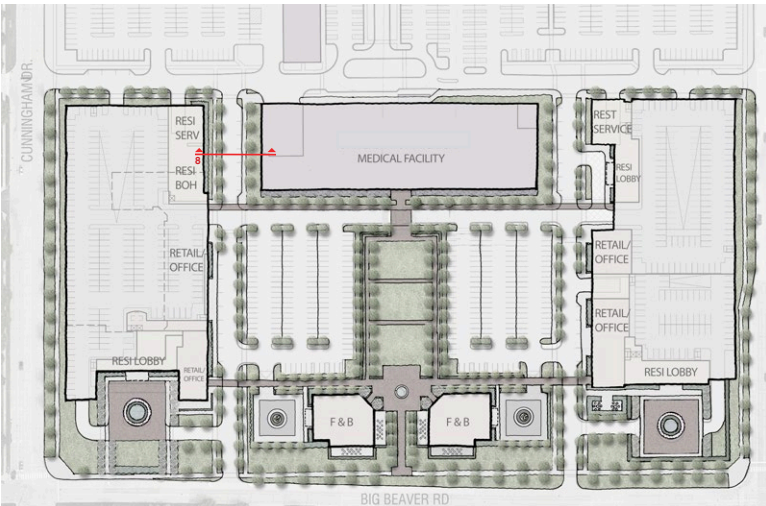 CUNNINGHAM DR.
RESI
SERV
8
RESI
BOH
RETAIL/
OFFICE
RESI LOBBY
RETAIL/
OFFICE
MEDICAL FACILITY
REST
SERVICE
RESI
LOBBY
RETAIL/
OFFICE
RETAIL/
OFFICE
RESI LOBBY
F & B
F & B
BIG BEAVER RD